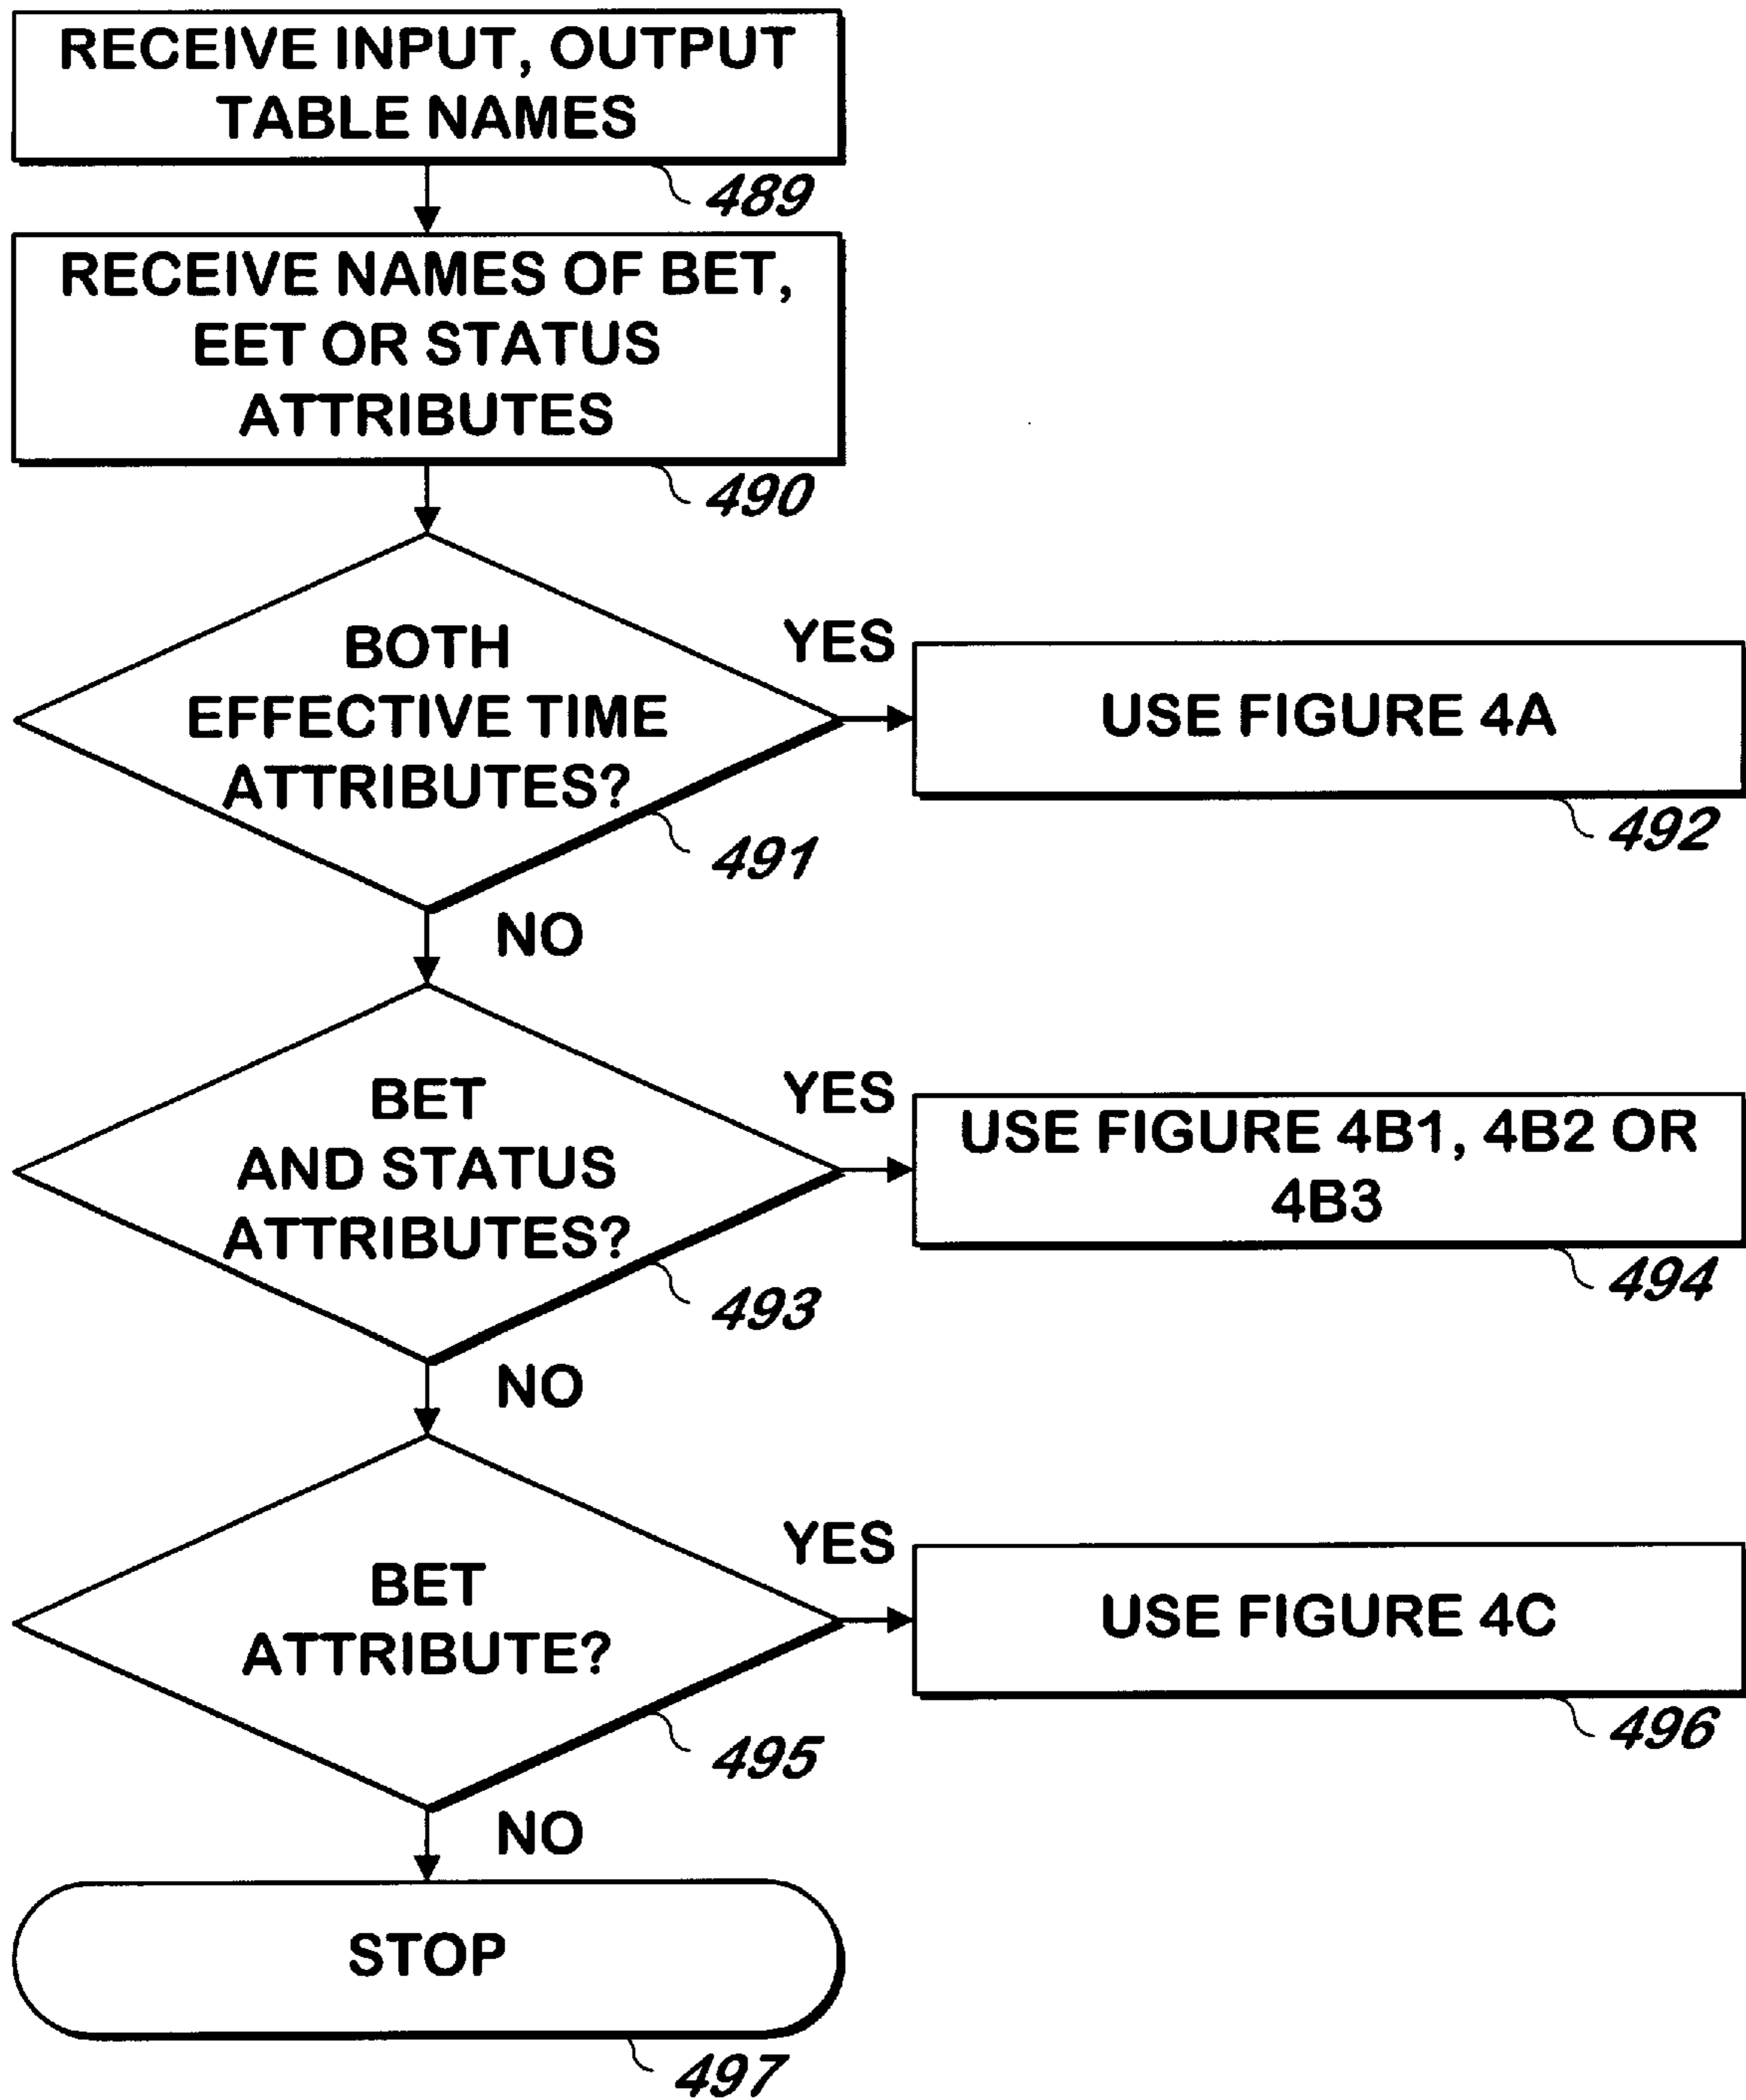 RECEIVE INPUT, OUTPUT
TABLE NAMES
489
RECEIVE NAMES OF BET,
EET OR STATUS
ATTRIBUTES
490
BOTH
EFFECTIVE TIME
ATTRIBUTES?
491
YES
USE FIGURE 4A
492
NO
BET
AND STATUS
ATTRIBUTES?
493
YES
USE FIGURE 4B1, 4B2 OR
4B3
494
NO
BET
ATTRIBUTE?
495
YES
USE FIGURE 4C
496
NO
STOP
497